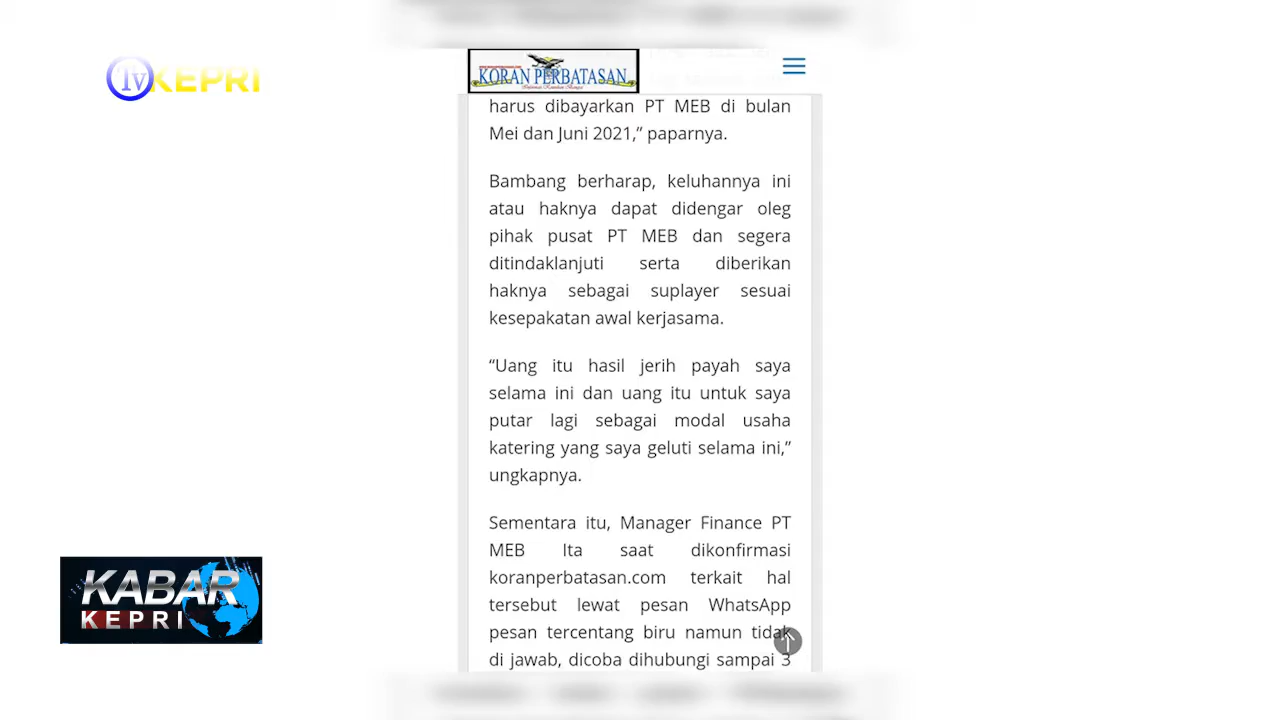 Tv KEPRI
KORAN PERBATASAN
harus dibayarkan PT MEB di bulan
Mei dan Juni 2021,” paparnya.
Bambang berharap, keluhannya ini
atau haknya dapat didengar oleg
pihak pusat PT MEB dan segera
ditindaklanjuti serta diberikan
haknya sebagai suplayer sesuai
kesepakatan awal kerjasama.
“Uang itu hasil jerih payah saya
selama ini dan uang itu untuk saya
putar lagi sebagai modal usaha
katering yang saya geluti selama ini,”
ungkapnya.
Sementara itu, Manager Finance PT
MEB Ita saat dikonfirmasi
koranperbatasan.com terkait hal
tersebut lewat pesan WhatsApp
pesan tercentang biru namun tidak
di jawab, dicoba dihubungi sampai 3
KABAR
KEPRI